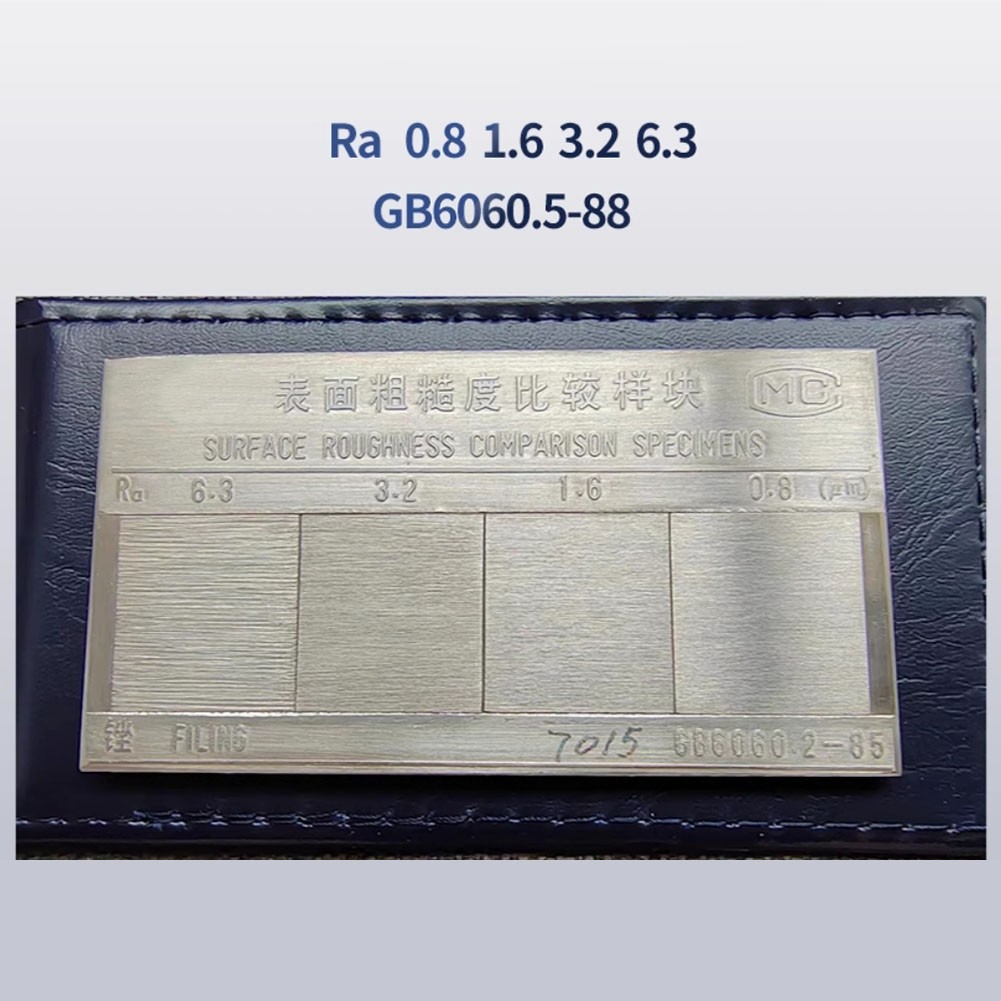 Ra 0.8 1.6 3.2 6.3
GB6060.5-88
表面粗糙度比较样块 CMC
SURFACE ROUGHNESS COMPARISON SPECIMENS
Ra 6.3 3.2 1.6 0.8 (μm)
锉 FILING 7015 GB6060.2-85